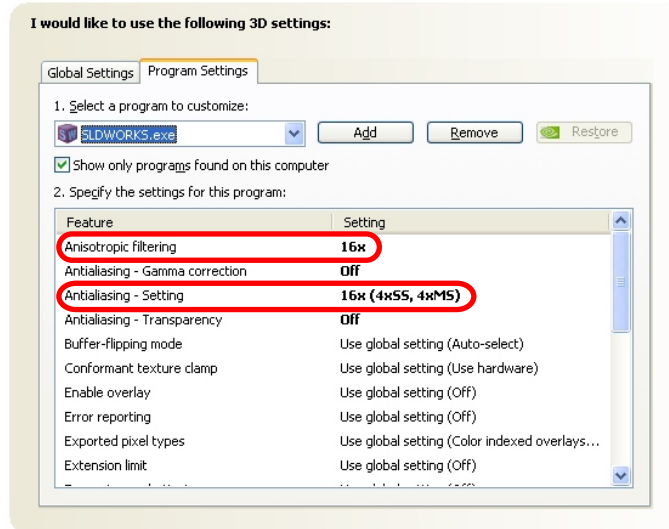 I would like to use the following 3D settings:
Global Settings Program Settings
1. Select a program to customize:
SLDWORKS.exe Add Remove Restore
Show only programs found on this computer
2. Specify the settings for this program:
Feature Setting
Anisotropic filtering 16x
Antialiasing - Gamma correction Off
Antialiasing - Setting 16x (4xSS, 4xMS)
Antialiasing - Transparency Off
Buffer-flipping mode Use global setting (Auto-select)
Conformant texture clamp Use global setting (Use hardware)
Enable overlay Use global setting (Off)
Error reporting Use global setting (Off)
Exported pixel types Use global setting (Color indexed overlays...
Extension limit Use global setting (Off)